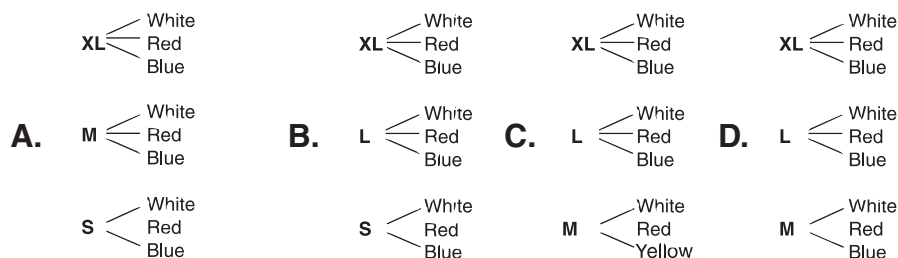 White White White White
XL Red XL Red XL Red XL Red
Blue Blue Blue Blue
White White White White
A. M Red B. L Red C. L Red D. L Red
Blue Blue Blue Blue
White White White White
S Red S Red M Red M Red
Blue Blue Yellow Blue